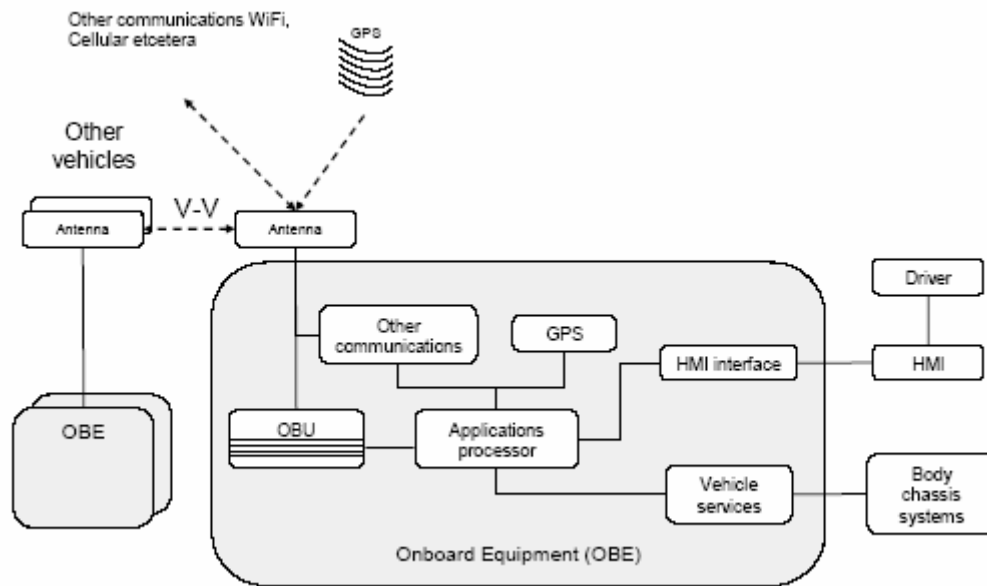 Other communications WiFi,
Cellular etcetera
GPS
Other
vehicles
V-V
Antenna
Antenna
Driver
Other
communications
GPS
HMI interface
HMI
OBE
OBU
Applications
processor
Vehicle
services
Body
chassis
systems
Onboard Equipment (OBE)